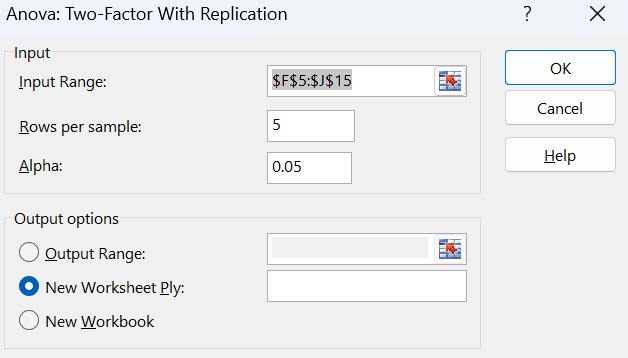 Anova: Two-Factor With Replication ? ×
Input
Input Range: $F$5:$J$15
OK
Cancel
Rows per sample: 5
Help
Alpha: 0.05
Output options
Output Range:
New Worksheet Ply:
New Workbook